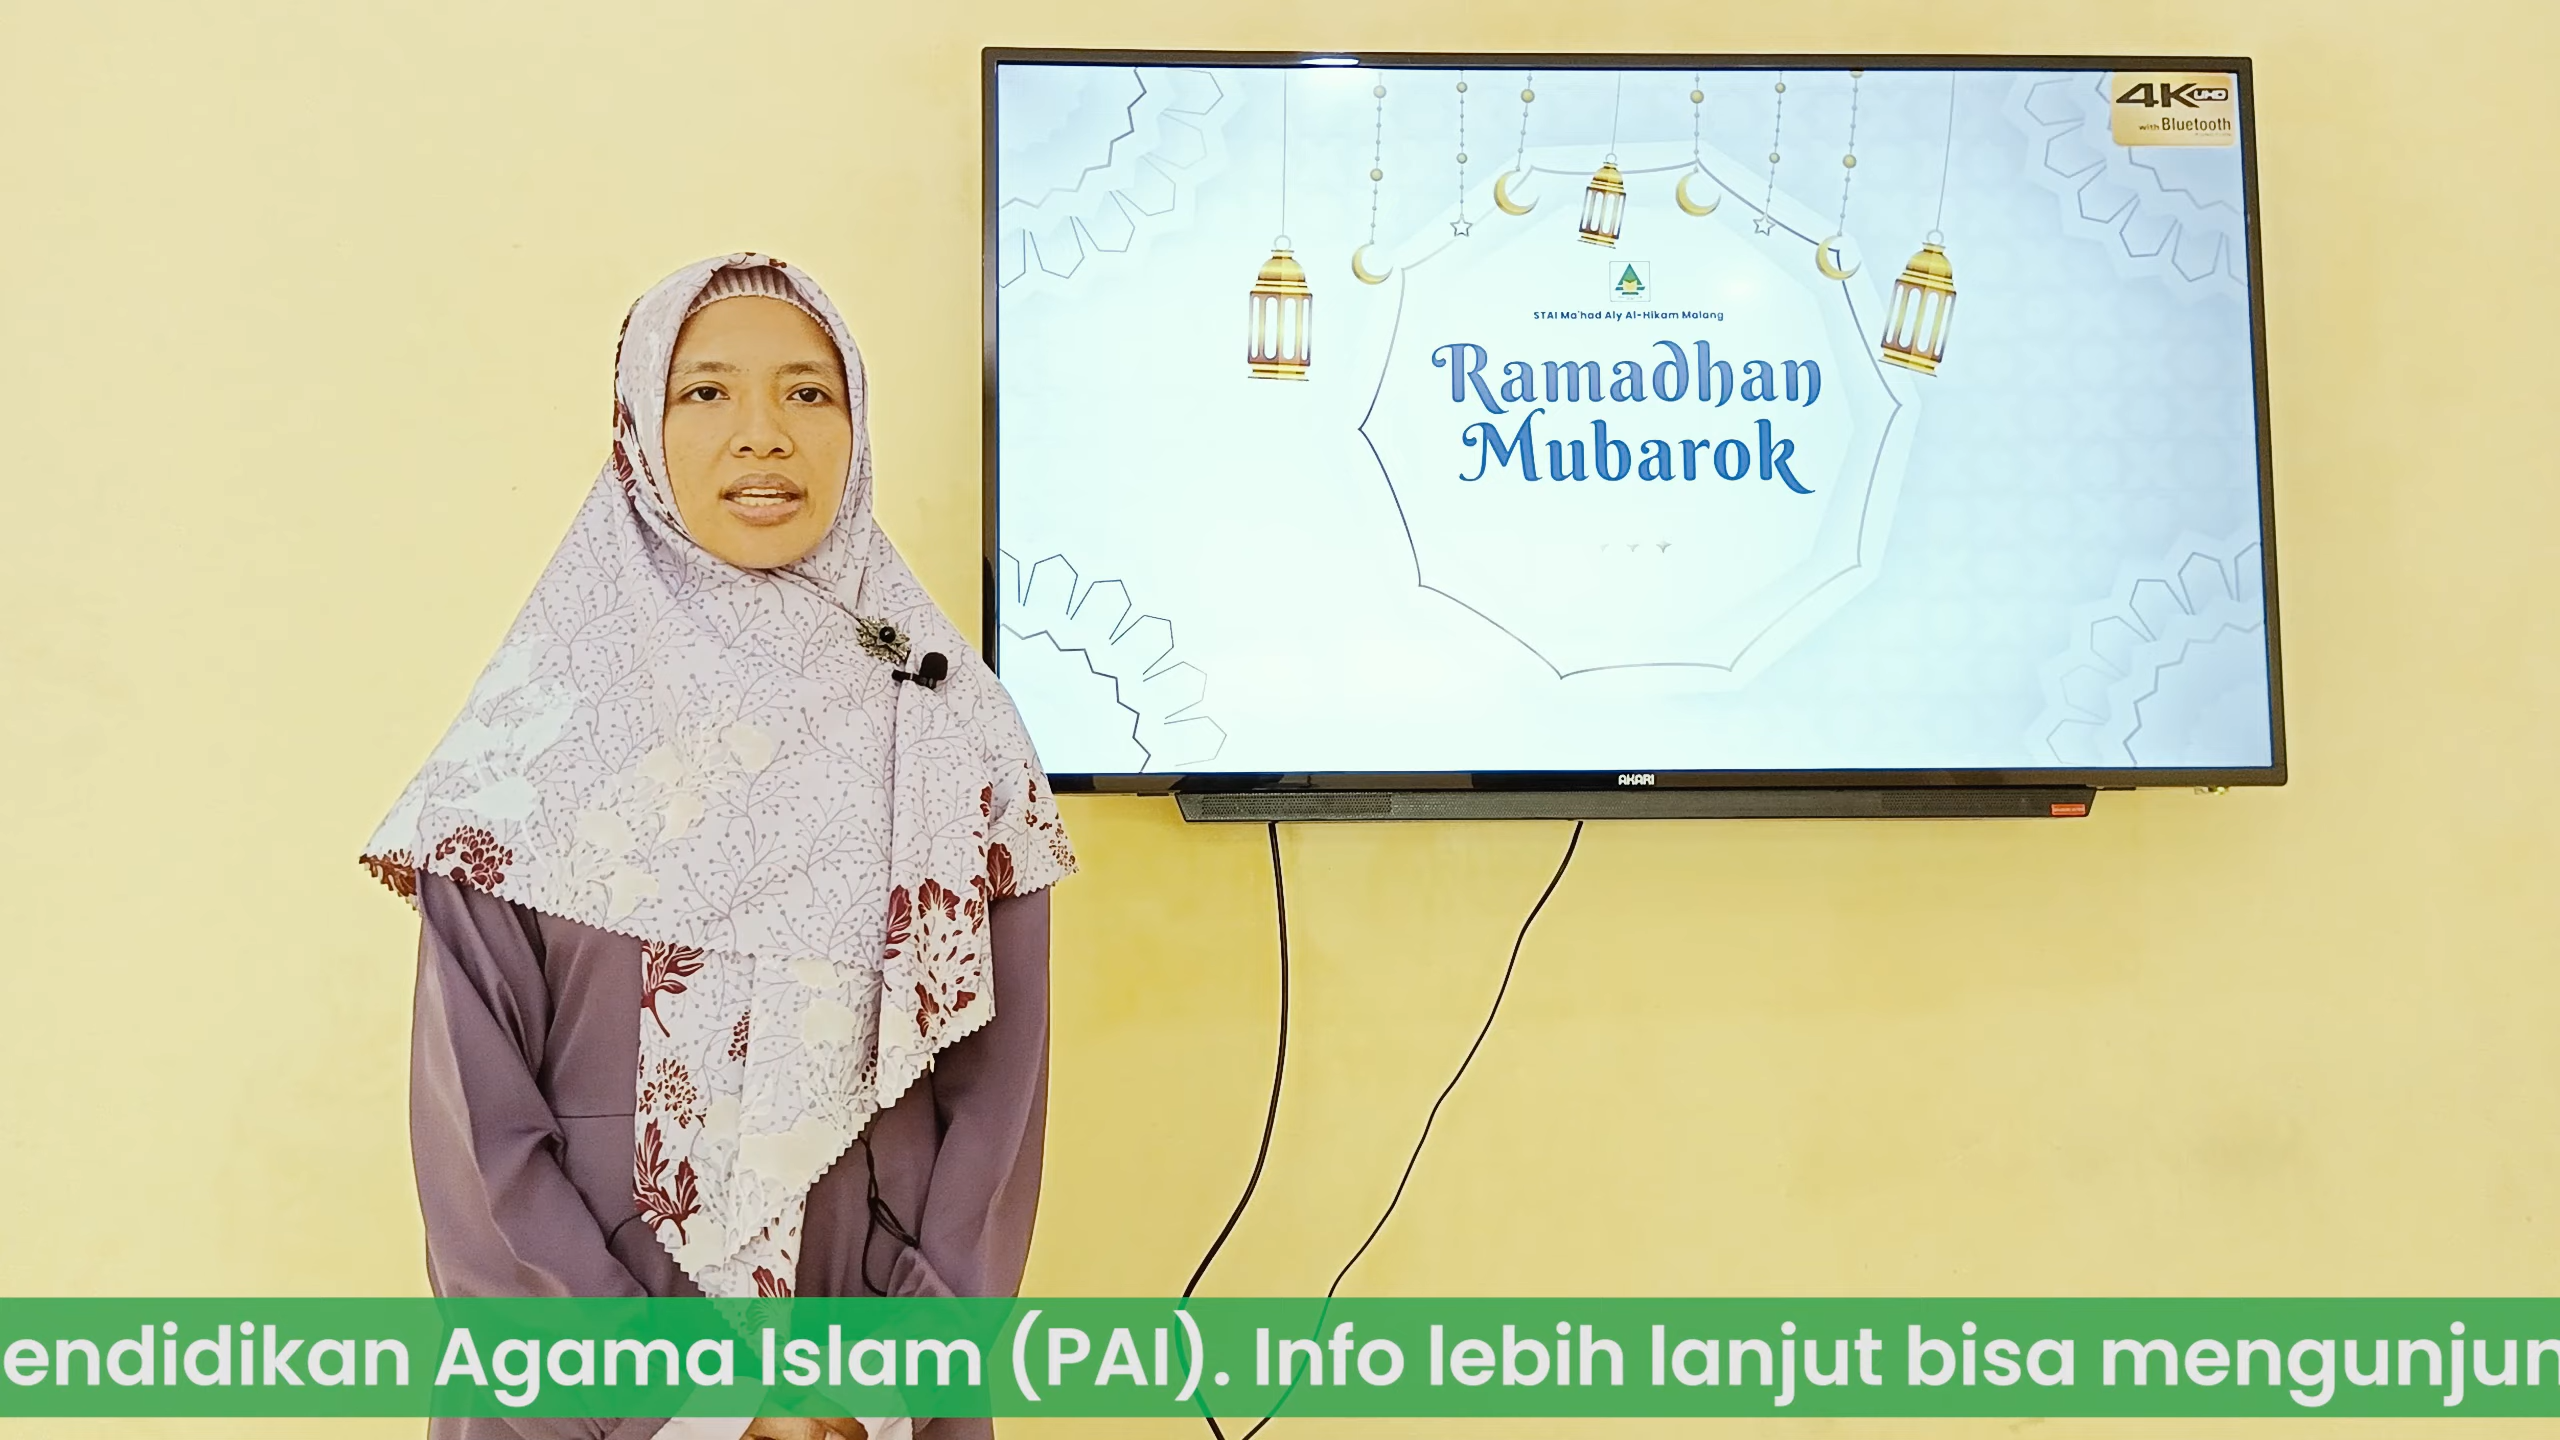 4K UHD
with Bluetooth
STAI Ma'had Aly Al-Hikam Malang
Ramadhan
Mubarok
AKARI
endidikan Agama Islam (PAI). Info lebih lanjut bisa mengunjun